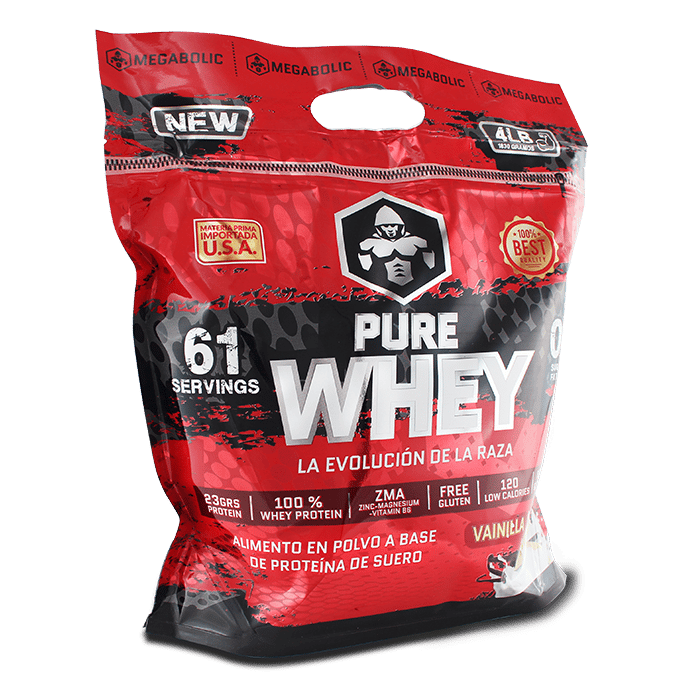 MEGABOLIC
MEGABOLIC
MEGABOLIC
MEGABOLIC
NEW
4LB
1830 GRAMOS
MATERIA PRIMA
IMPORTADA
U.S.A.
100%
BEST
QUALITY
61
SERVINGS
PURE
WHEY
LA EVOLUCIÓN DE LA RAZA
23GRS
PROTEIN
100 %
WHEY PROTEIN
ZMA
ZINC-MAGNESIUM
-VITAMIN B6
FREE
GLUTEN
120
LOW CALORIES
VAINILLA
ALIMENTO EN POLVO A BASE
DE PROTEÍNA DE SUERO